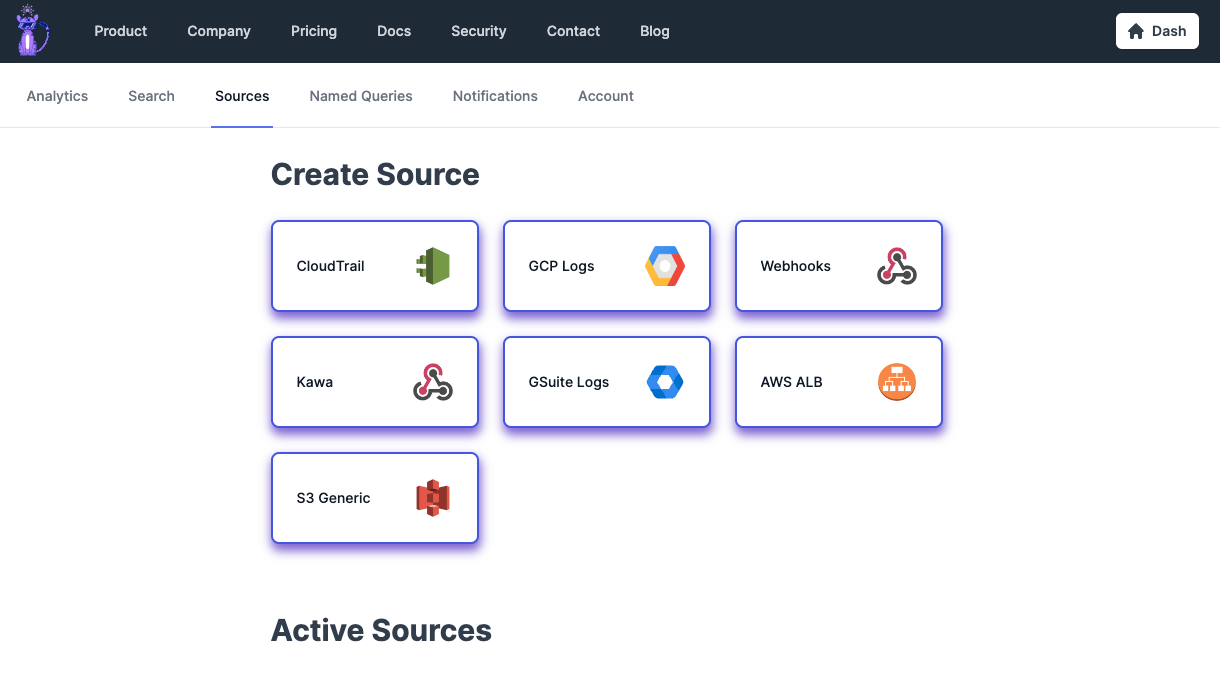 Product Company Pricing Docs Security Contact Blog Dash
Analytics Search Sources Named Queries Notifications Account
Create Source
CloudTrail GCP Logs Webhooks
Kawa GSuite Logs AWS ALB
S3 Generic
Active Sources